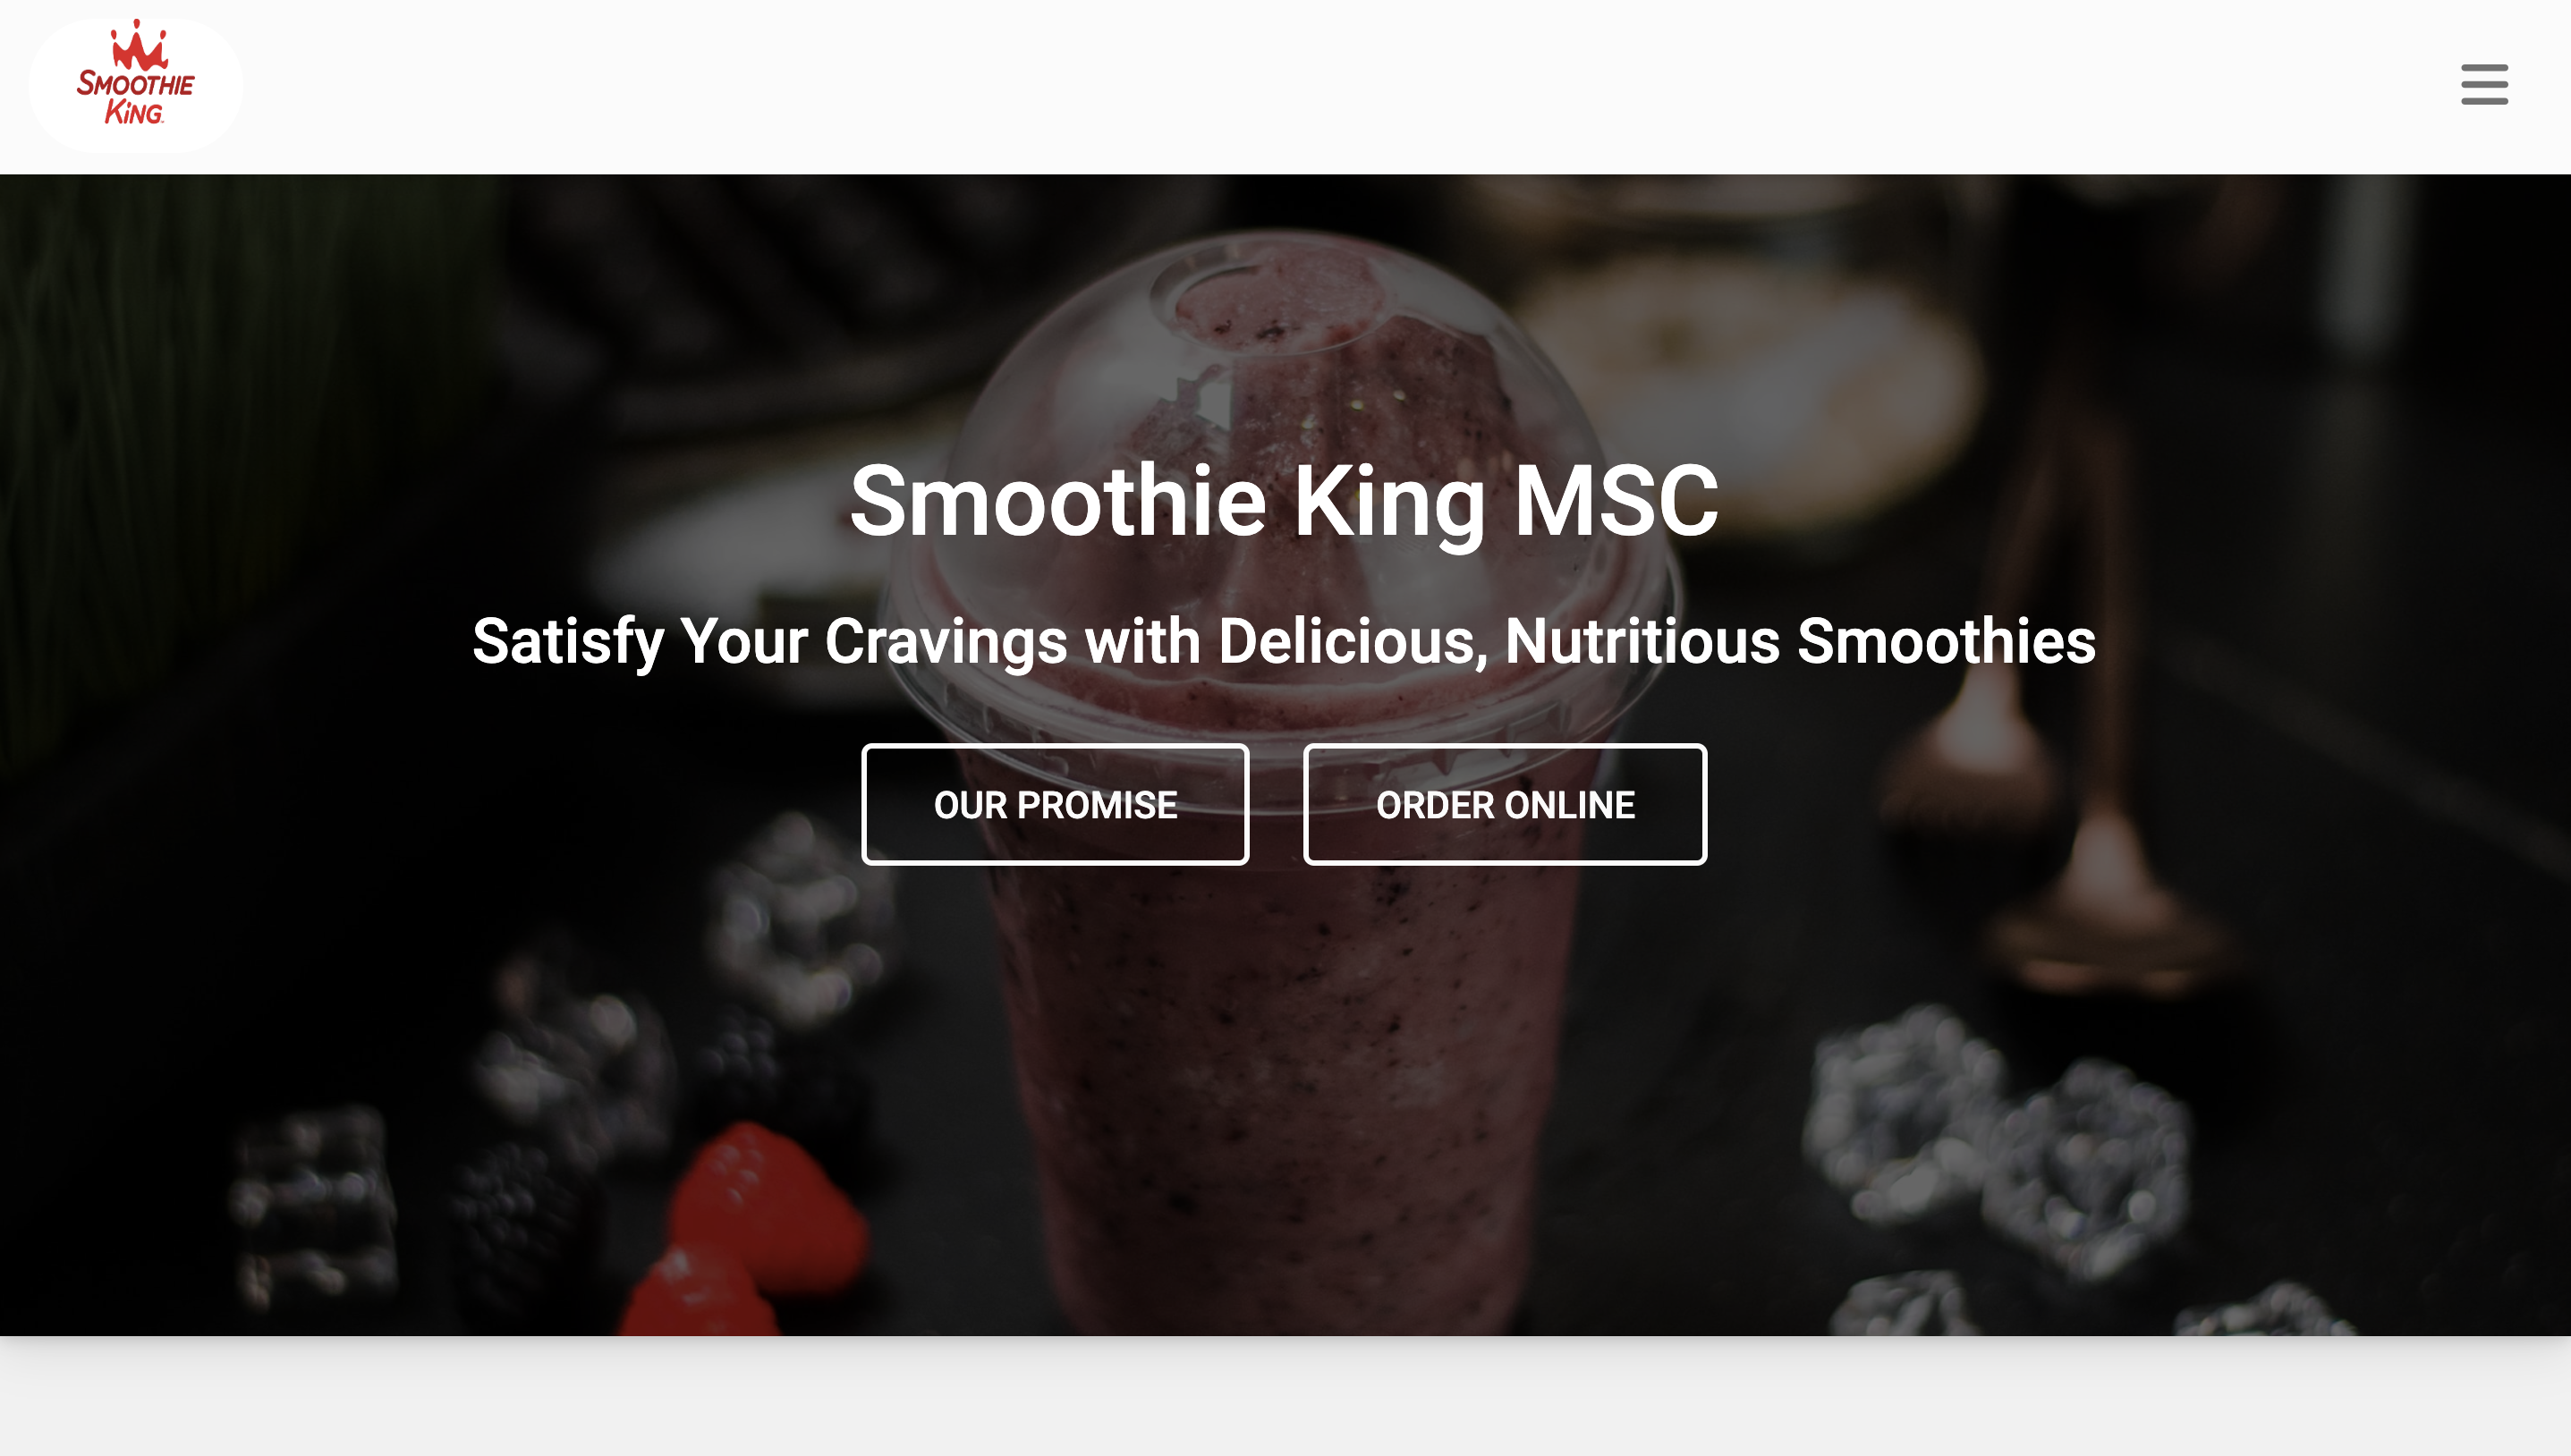 SMOOTHIE
KiNG
Smoothie King MSC
Satisfy Your Cravings with Delicious, Nutritious Smoothies
OUR PROMISE
ORDER ONLINE